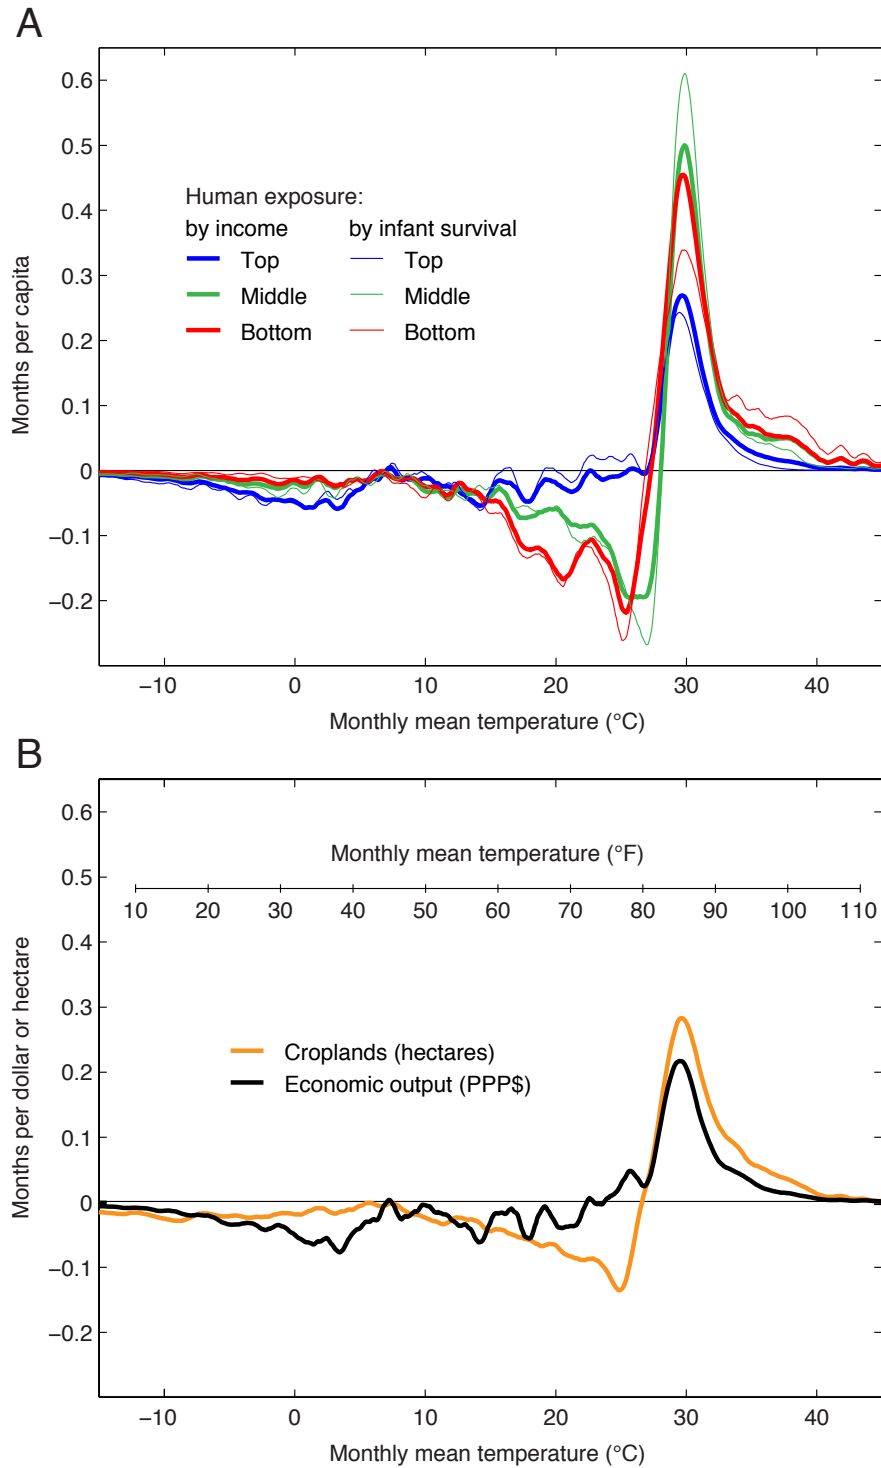 A
0.6
0.5
0.4
0.3
0.2
0.1
0
−0.1
−0.2
Months per capita
Human exposure:
by income by infant survival
Top Top
Middle Middle
Bottom Bottom
−10 0 10 20 30 40
Monthly mean temperature (°C)
B
0.6
0.5
0.4
0.3
0.2
0.1
0
−0.1
−0.2
Months per dollar or hectare
Monthly mean temperature (°F)
10 20 30 40 50 60 70 80 90 100 110
Croplands (hectares)
Economic output (PPP$)
−10 0 10 20 30 40
Monthly mean temperature (°C)